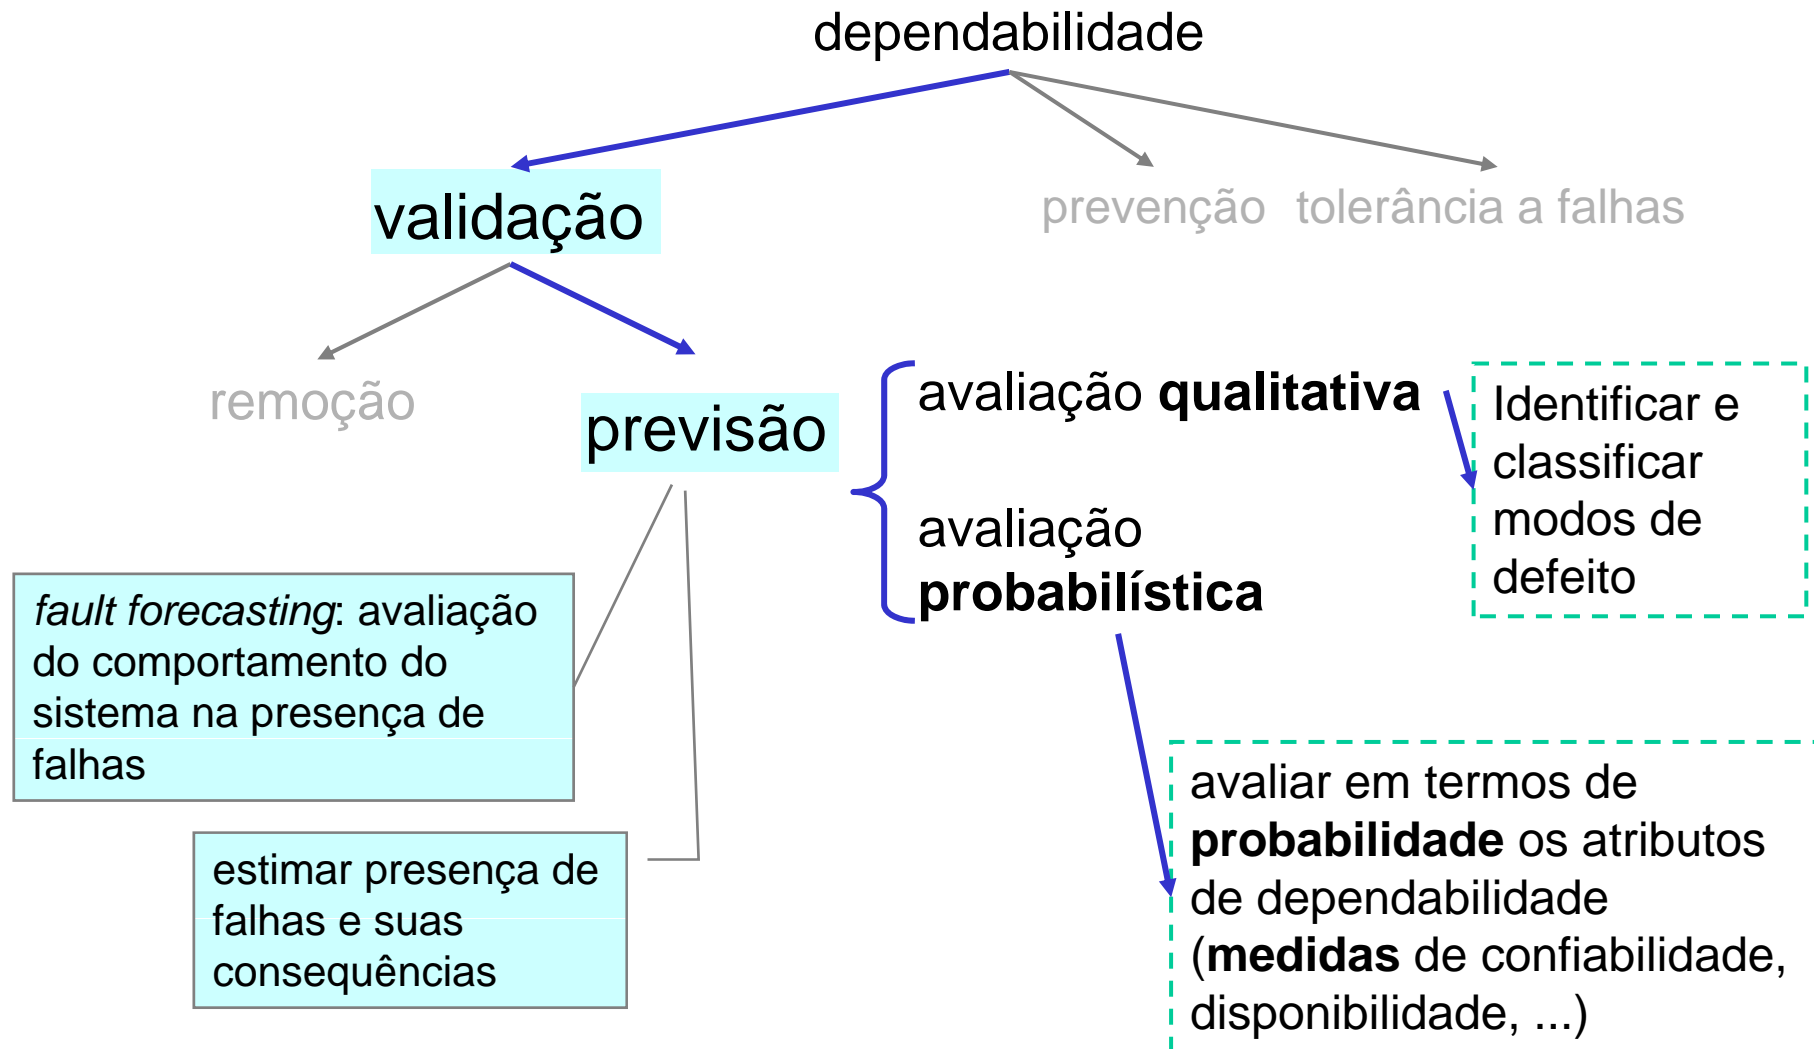 dependabilidade
validação
prevenção
tolerância a falhas
remoção
previsão
avaliação qualitativa
avaliação
probabilística
Identificar e
classificar
modos de
defeito
fault forecasting: avaliação
do comportamento do
sistema na presença de
falhas
estimar presença de
falhas e suas
consequências
avaliar em termos de
probabilidade os atributos
de dependabilidade
(medidas de confiabilidade,
disponibilidade, ...)